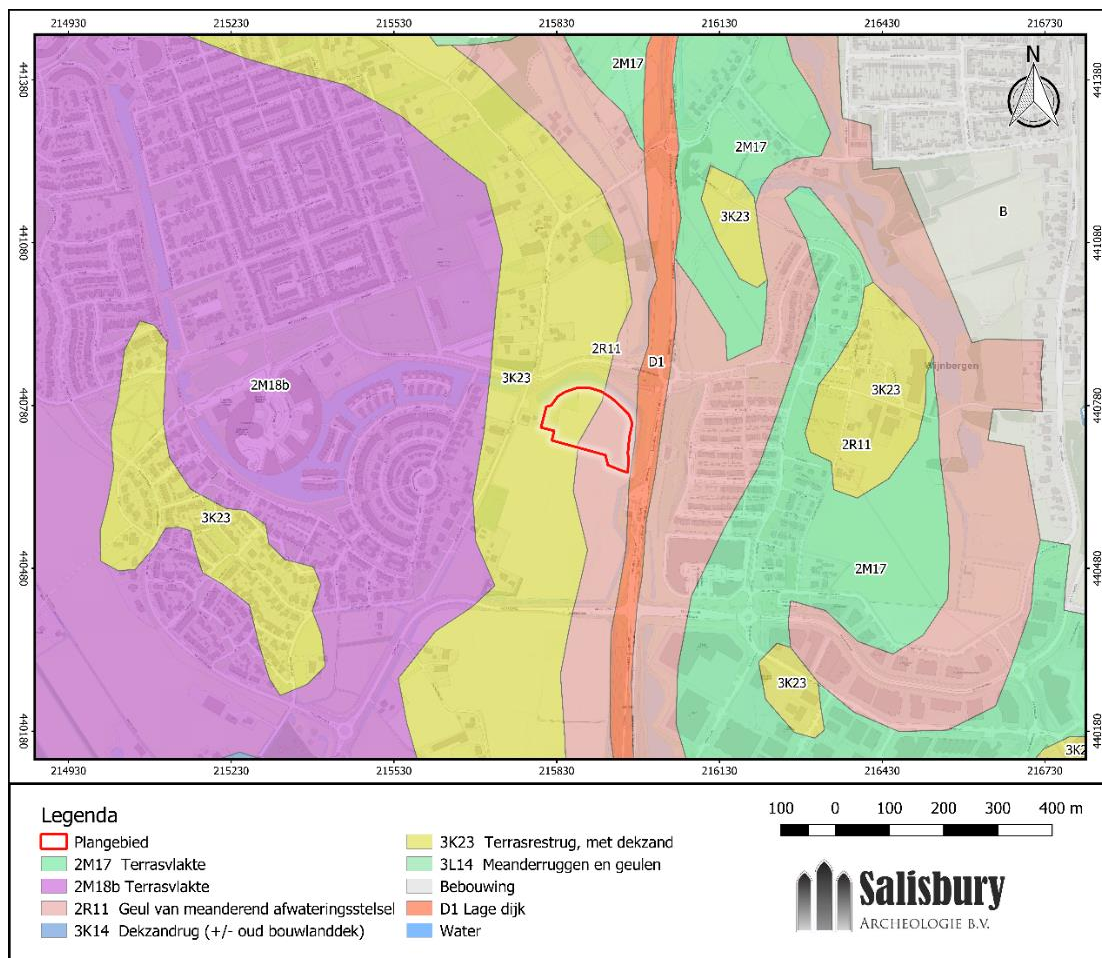 214930 215230 215530 215830 216130 216430 216730
441380 441380
2M17
N
2M17
3K23
B
441080 441080
2R11
D1
3K23
2M18b
Wijnbergen
3K23
440780 440780
2R11
3K23
2M17
440480 440480
3K23
440180 440180
3K2
214930 215230 215530 215830 216130 216430 216730
Legenda
Plangebied
2M17 Terrasvlakte
2M18b Terrasvlakte
2R11 Geul van meanderend afwateringsstelsel
3K14 Dekzandrug (+/- oud bouwlanddek)
3K23 Terrasrestrug, met dekzand
3L14 Meanderruggen en geulen
Bebouwing
D1 Lage dijk
Water
100 0 100 200 300 400 m
Salisbury
ARCHEOLOGIE B.V.